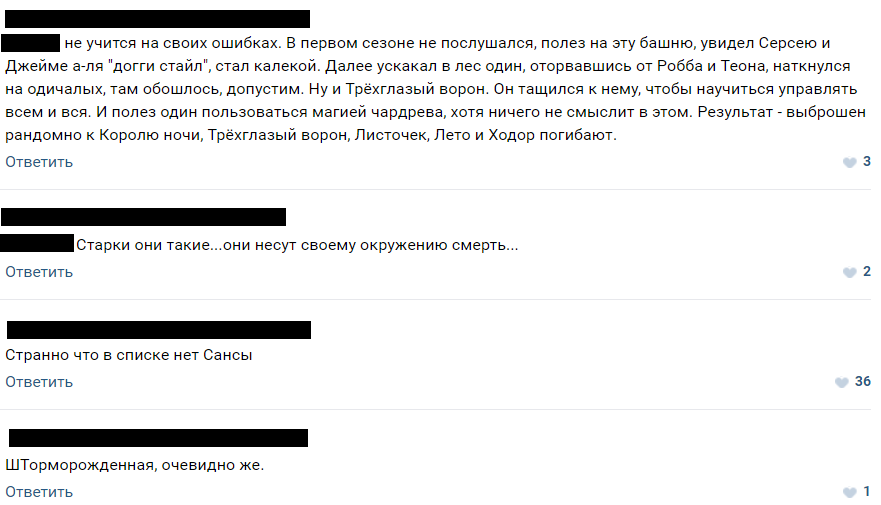 не учится на своих ошибках. В первом сезоне не послушался, полез на эту башню, увидел Серсею и
Джейме а-ля "догги стайл", стал калекой. Далее ускакал в лес один, оторвавшись от Робба и Теона, наткнулся
на одичалых, там обошлось, допустим. Ну и Трёхглазый ворон. Он тащился к нему, чтобы научиться управлять
всем и вся. И полез один пользоваться магией чардрева, хотя ничего не смыслит в этом. Результат - выброшен
рандомно к Королю ночи, Трёхглазый ворон, Листочек, Лето и Ходор погибают.
Ответить 3
Старки они такие...они несут своему окружению смерть...
Ответить 2
Странно что в списке нет Сансы
Ответить 36
ШТорморожденная, очевидно же.
Ответить 1